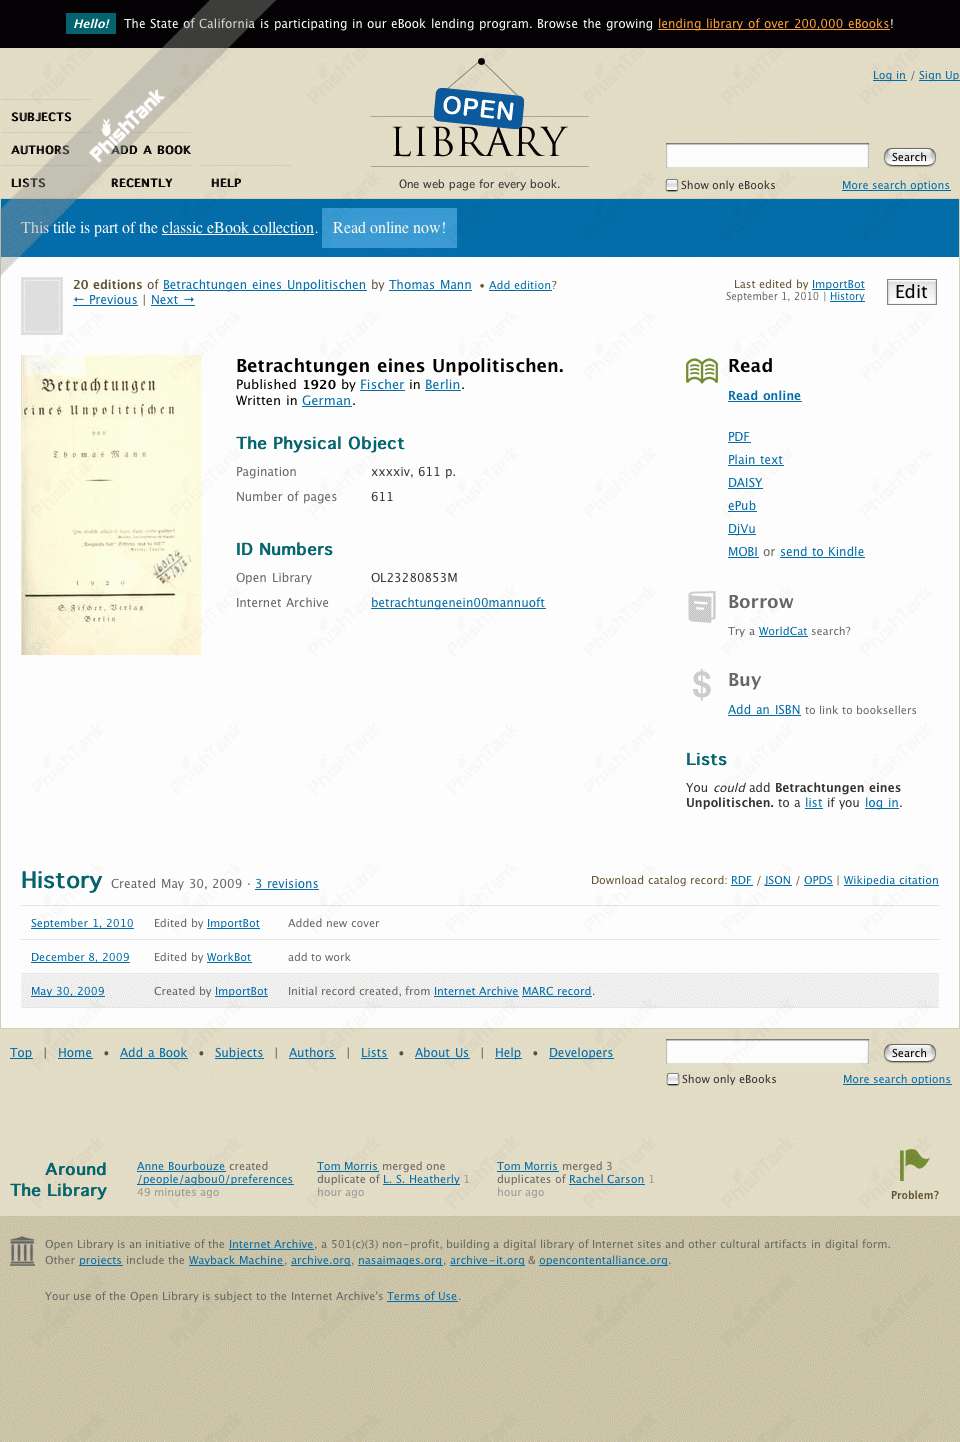 Hello! The State of California is participating in our eBook lending program. Browse the growing lending library of over 200,000 eBooks!
Log in / Sign Up
PhishTank
SUBJECTS
AUTHORS ADD A BOOK
LISTS RECENTLY HELP
OPEN
LIBRARY
One web page for every book.
Search
Show only eBooks More search options
This title is part of the classic eBook collection. Read online now!
20 editions of Betrachtungen eines Unpolitischen by Thomas Mann • Add edition?
← Previous | Next →
Last edited by ImportBot
September 1, 2010 | History
Edit
Betrachtungen
eines Unpolitischen
von
Thomas Mann
1920
S. Fischer, Verlag
Berlin
Betrachtungen eines Unpolitischen.
Published 1920 by Fischer in Berlin.
Written in German.
The Physical Object
Pagination xxxxiv, 611 p.
Number of pages 611
ID Numbers
Open Library OL23280853M
Internet Archive betrachtungenein00mannuoft
Read
Read online
PDF
Plain text
DAISY
ePub
DjVu
MOBI or send to Kindle
Borrow
Try a WorldCat search?
$ Buy
Add an ISBN to link to booksellers
Lists
You could add Betrachtungen eines
Unpolitischen. to a list if you log in.
History Created May 30, 2009 · 3 revisions
Download catalog record: RDF / JSON / OPDS | Wikipedia citation
September 1, 2010 Edited by ImportBot Added new cover
December 8, 2009 Edited by WorkBot add to work
May 30, 2009 Created by ImportBot Initial record created, from Internet Archive MARC record.
Top | Home • Add a Book • Subjects | Authors | Lists • About Us | Help • Developers
Search
Show only eBooks More search options
Around
The Library
Anne Bourbouze created
/people/agbou0/preferences
49 minutes ago
Tom Morris merged one
duplicate of L. S. Heatherly 1
hour ago
Tom Morris merged 3
duplicates of Rachel Carson 1
hour ago
Problem?
Open Library is an initiative of the Internet Archive, a 501(c)(3) non-profit, building a digital library of Internet sites and other cultural artifacts in digital form.
Other projects include the Wayback Machine, archive.org, nasaimages.org, archive-it.org & opencontentalliance.org.
Your use of the Open Library is subject to the Internet Archive's Terms of Use.